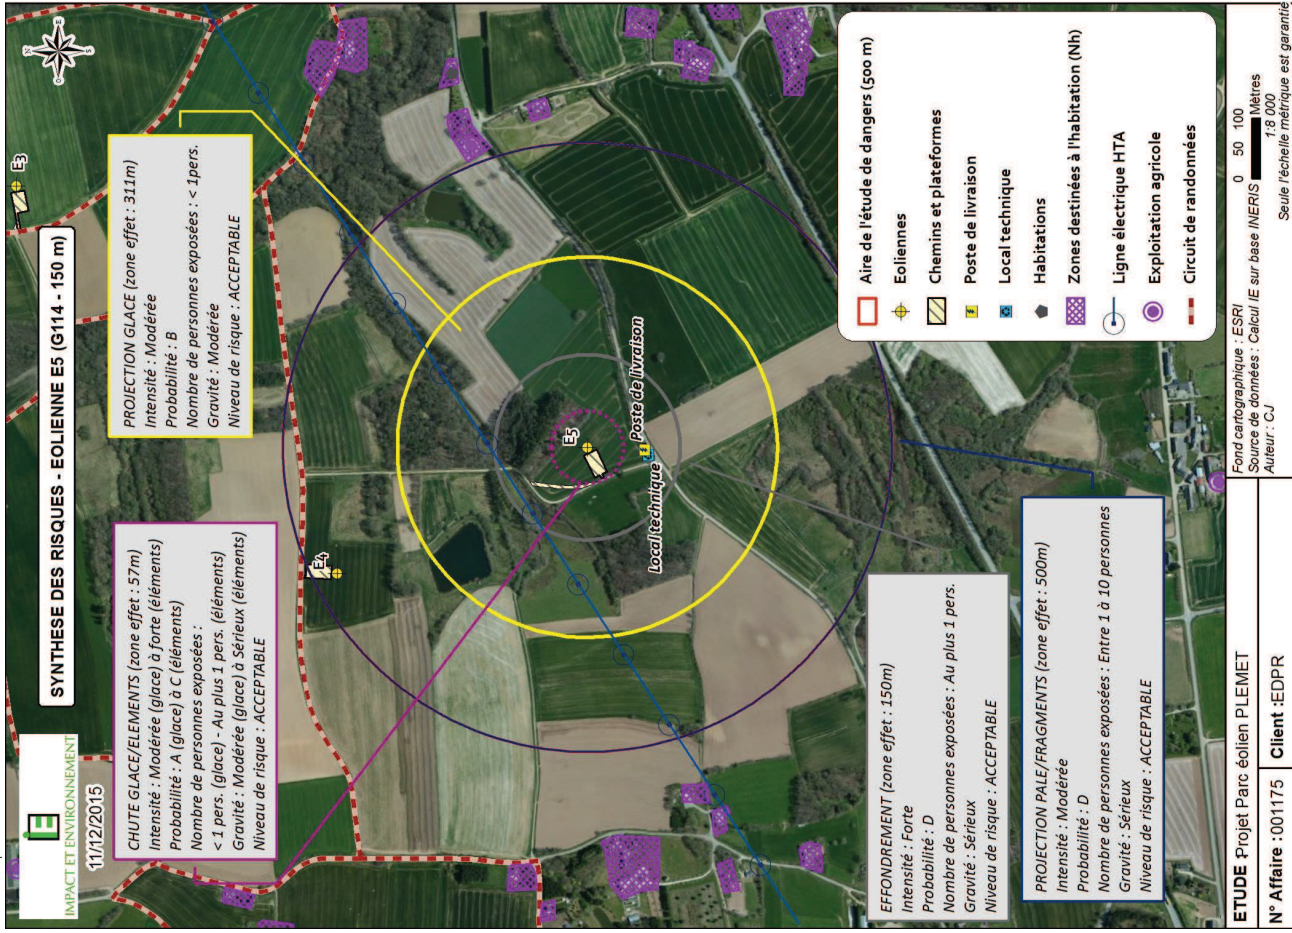 IMPACT ET ENVIRONNEMENT
11/12/2015
SYNTHESE DES RISQUES - EOLIENNE E5 (G114 - 150 m)
N
E
S
O
CHUTE GLACE/ELEMENTS (zone effet : 57m)
Intensité : Modérée (glace) à forte (éléments)
Probabilité : A (glace) à C (éléments)
Nombre de personnes exposées :
< 1 pers. (glace) - Au plus 1 pers. (éléments)
Gravité : Modérée (glace) à Sérieux (éléments)
Niveau de risque : ACCEPTABLE
PROJECTION GLACE (zone effet : 311m)
Intensité : Modérée
Probabilité : B
Nombre de personnes exposées : < 1pers.
Gravité : Modérée
Niveau de risque : ACCEPTABLE
E3
E4
E5
Poste de livraison
Local technique
EFFONDREMENT (zone effet : 150m)
Intensité : Forte
Probabilité : D
Nombre de personnes exposées : Au plus 1 pers.
Gravité : Sérieux
Niveau de risque : ACCEPTABLE
PROJECTION PALE/FRAGMENTS (zone effet : 500m)
Intensité : Modérée
Probabilité : D
Nombre de personnes exposées : Entre 1 à 10 personnes
Gravité : Sérieux
Niveau de risque : ACCEPTABLE
Aire de l'étude de dangers (500 m)
Eoliennes
Chemins et plateformes
Poste de livraison
Local technique
Habitations
Zones destinées à l'habitation (Nh)
Ligne électrique HTA
Exploitation agricole
Circuit de randonnées
ETUDE :Projet Parc éolien PLEMET
N° Affaire :001175
Client :EDPR
Fond cartographique : ESRI
Source de données : Calcul IE sur base INERIS
Auteur : CJ
0 50 100
Mètres
1:8 000
Seule l'échelle métrique est garantie